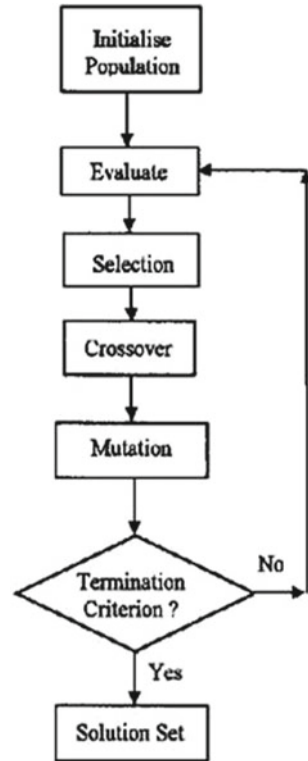 Initialise
Population
Evaluate
Selection
Crossover
Mutation
Termination
Criterion ?
No
Yes
Solution Set